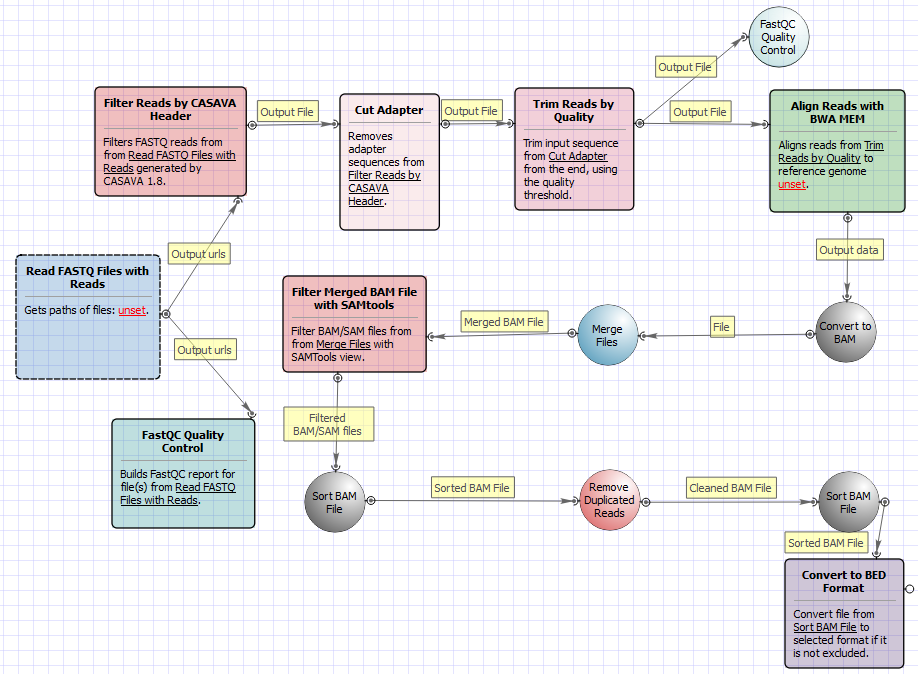 FastQC
Quality
Control
Output File
Filter Reads by CASAVA
Header
Filters FASTQ reads from
from Read FASTQ Files with
Reads generated by
CASAVA 1.8.
Output File
Cut Adapter
Removes
adapter
sequences from
Filter Reads by
CASAVA
Header.
Output File
Trim Reads by
Quality
Trim input sequence
from Cut Adapter
from the end, using
the quality
threshold.
Output File
Align Reads with
BWA MEM
Aligns reads from Trim
Reads by Quality to
reference genome
unset.
Output urls
Output data
Read FASTQ Files with
Reads
Gets paths of files: unset.
Output urls
Filter Merged BAM File
with SAMtools
Filter BAM/SAM files from
from Merge Files with
SAMTools view.
Merged BAM File
Merge
Files
File
Convert to
BAM
Filtered
BAM/SAM files
FastQC Quality
Control
Builds FastQC report for
file(s) from Read FASTQ
Files with Reads.
Sort BAM
File
Sorted BAM File
Remove
Duplicated
Reads
Cleaned BAM File
Sort BAM
File
Sorted BAM File
Convert to BED
Format
Convert file from
Sort BAM File to
selected format if it
is not excluded.